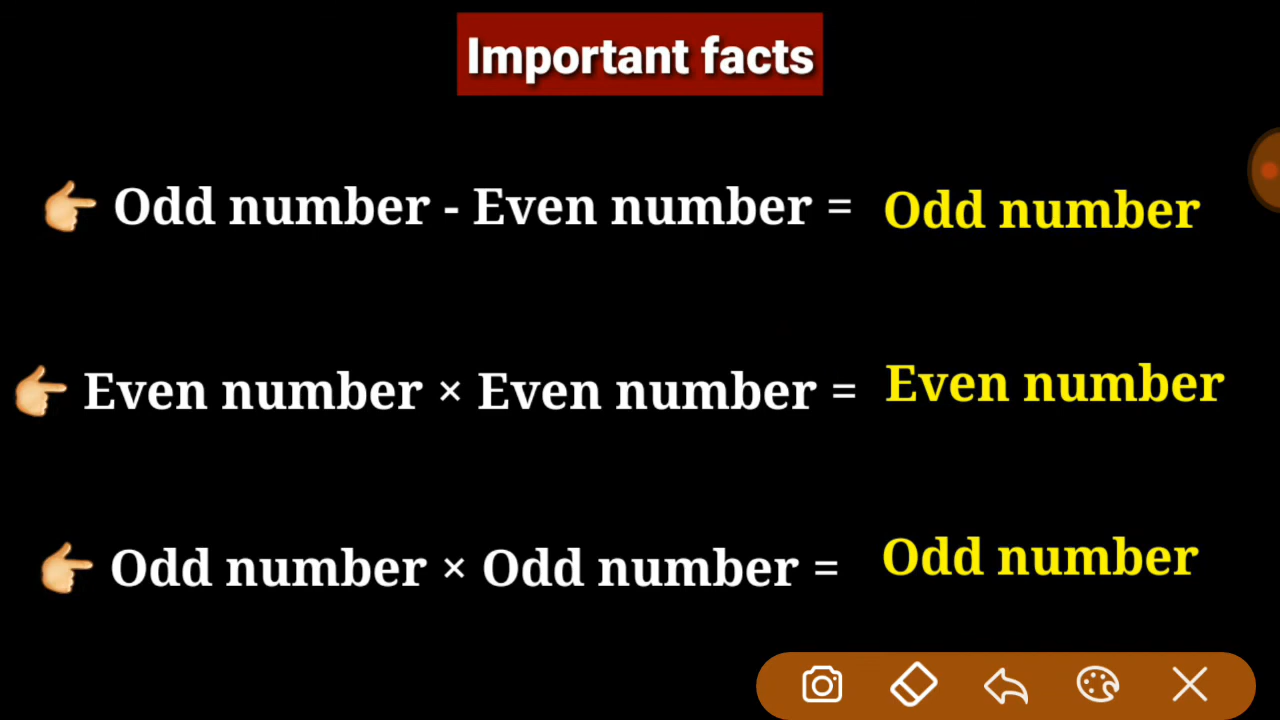 Important facts
👉 Odd number - Even number = Odd number
👉 Even number × Even number = Even number
👉 Odd number × Odd number = Odd number